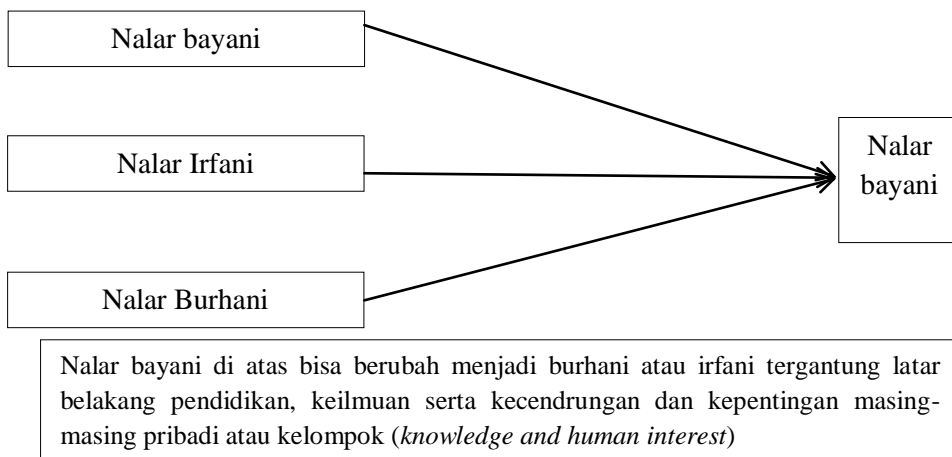 Nalar bayani
Nalar Irfani
Nalar
bayani
Nalar Burhani
Nalar bayani di atas bisa berubah menjadi burhani atau irfani tergantung latar
belakang pendidikan, keilmuan serta kecendrungan dan kepentingan masing-
masing pribadi atau kelompok (knowledge and human interest)